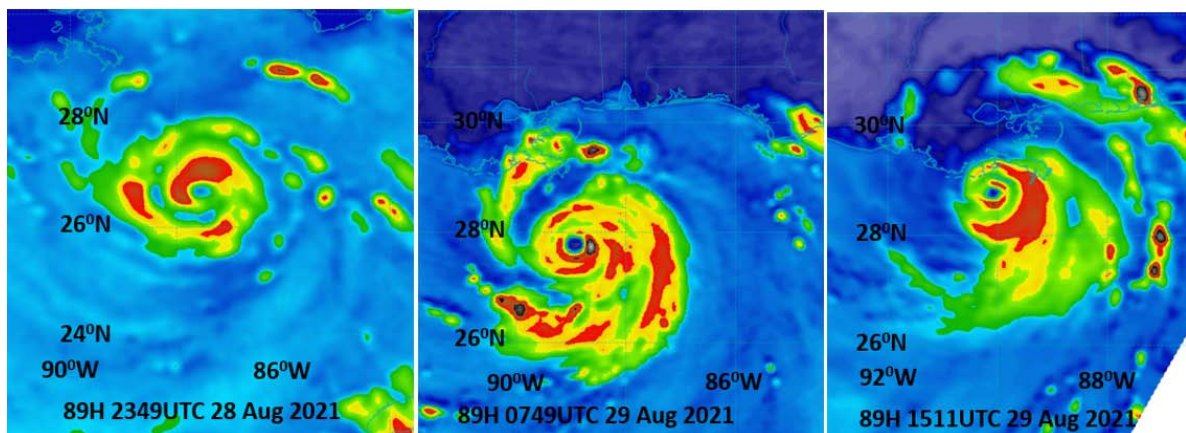 28⁰N
26⁰N
24⁰N
90⁰W 86⁰W
89H 2349UTC 28 Aug 2021
30⁰N
28⁰N
26⁰N
90⁰W 86⁰W
89H 0749UTC 29 Aug 2021
30⁰N
28⁰N
26⁰N
92⁰W 88⁰W
89H 1511UTC 29 Aug 2021